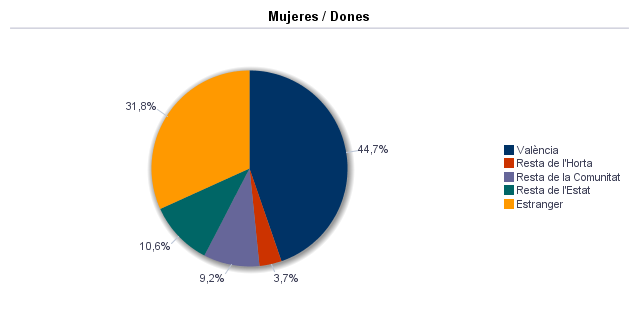 Mujeres / Dones
31,8%
44,7%
10,6%
9,2%
3,7%
València
Resta de l'Horta
Resta de la Comunitat
Resta de l'Estat
Estranger